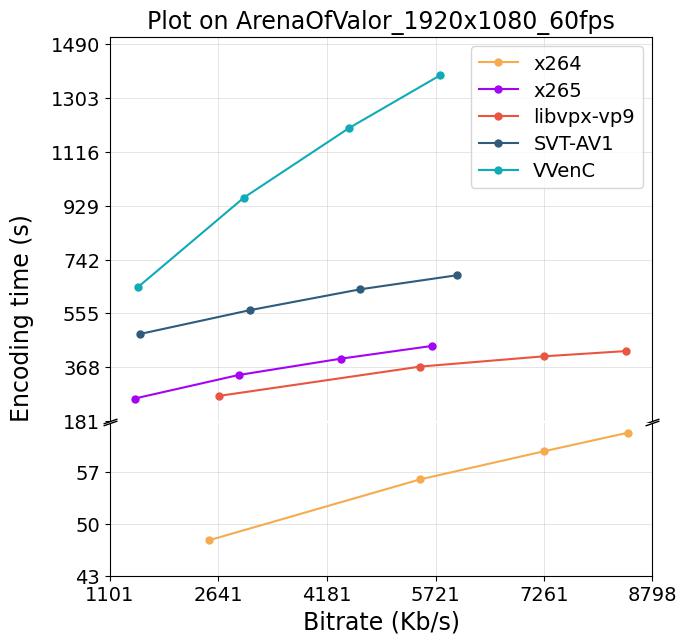 Plot on ArenaOfValor_1920x1080_60fps
1490
1303
1116
929
742
555
368
181
57
50
43
Encoding time (s)
x264
x265
libvpx-vp9
SVT-AV1
VVenC
1101 2641 4181 5721 7261 8798
Bitrate (Kb/s)